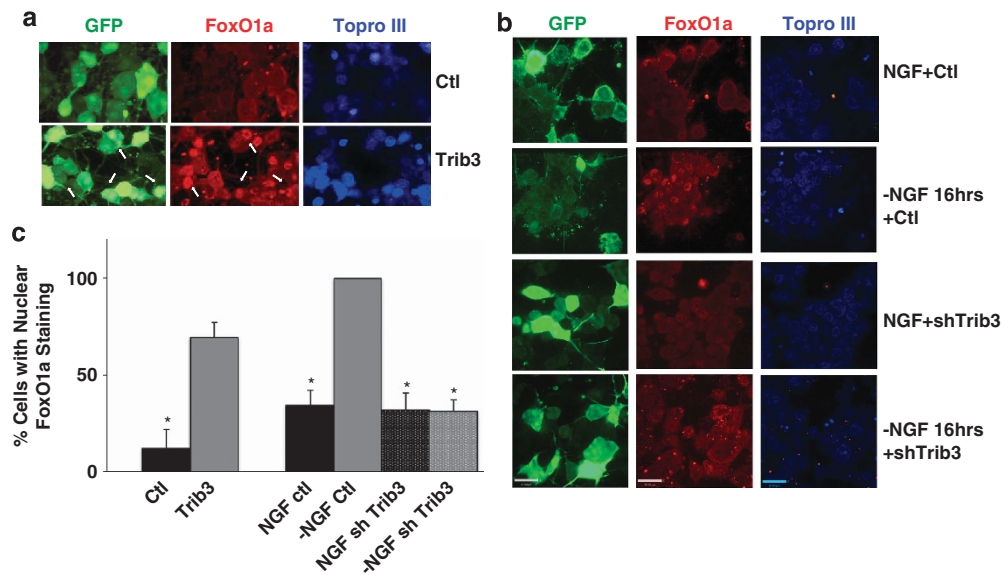 a
GFP FoxO1a Topro III
Ctl
Trib3
b
GFP FoxO1a Topro III
NGF+Ctl
-NGF 16hrs
+Ctl
NGF+shTrib3
-NGF 16hrs
+shTrib3
c
% Cells with Nuclear
FoxO1a Staining
100
50
0
*
*
*
*
Ctl
Trib3
NGF ctl
-NGF Ctl
NGF sh Trib3
-NGF sh Trib3